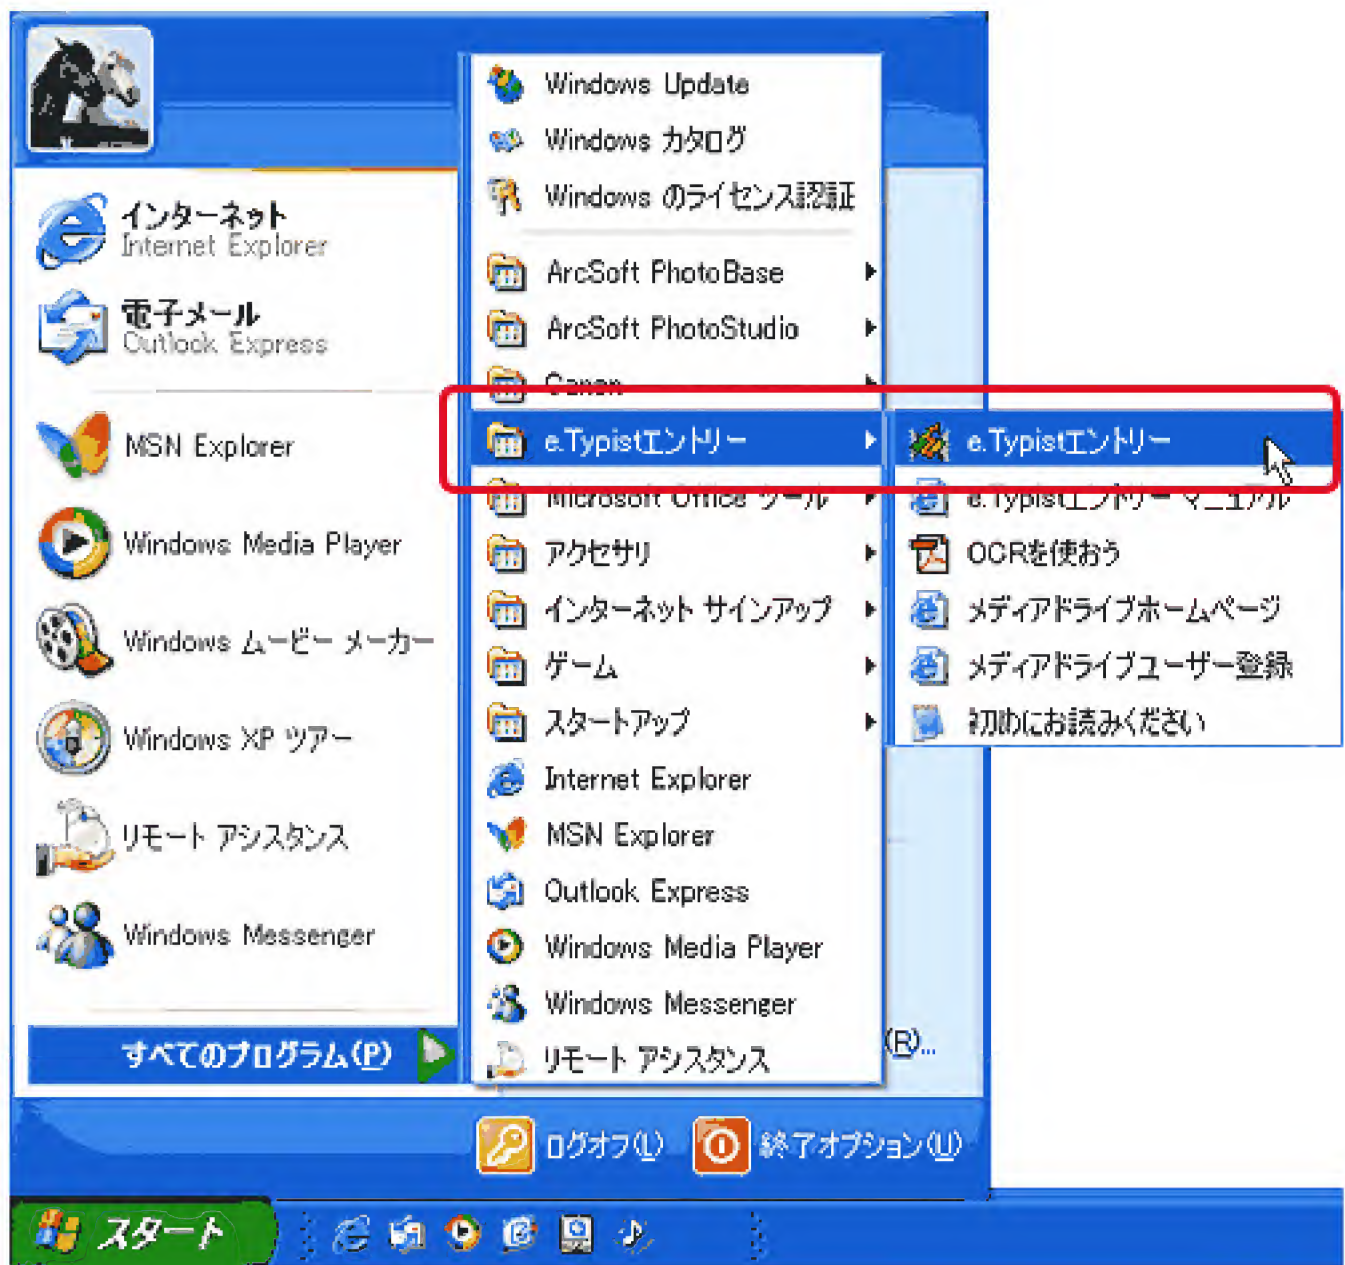 インターネット
Internet Explorer
電子メール
Outlook Express
MSN Explorer
Windows Media Player
Windows ムービー メーカー
Windows XP ツアー
リモート アシスタンス
Windows Messenger
すべてのプログラム(P)
Windows Update
Windows カタログ
Windows のライセンス認証
ArcSoft PhotoBase
ArcSoft PhotoStudio
Canon
e.Typistエントリー
Microsoft Office ツール
アクセサリ
インターネット サインアップ
ゲーム
スタートアップ
Internet Explorer
MSN Explorer
Outlook Express
Windows Media Player
Windows Messenger
リモート アシスタンス
e.Typistエントリー
e.Typistエントリー マニュアル
OCRを使おう
メディアドライブホームページ
メディアドライブユーザー登録
初めにお読みください
(R)...
ログオフ(L)
終了オプション(U)
スタート